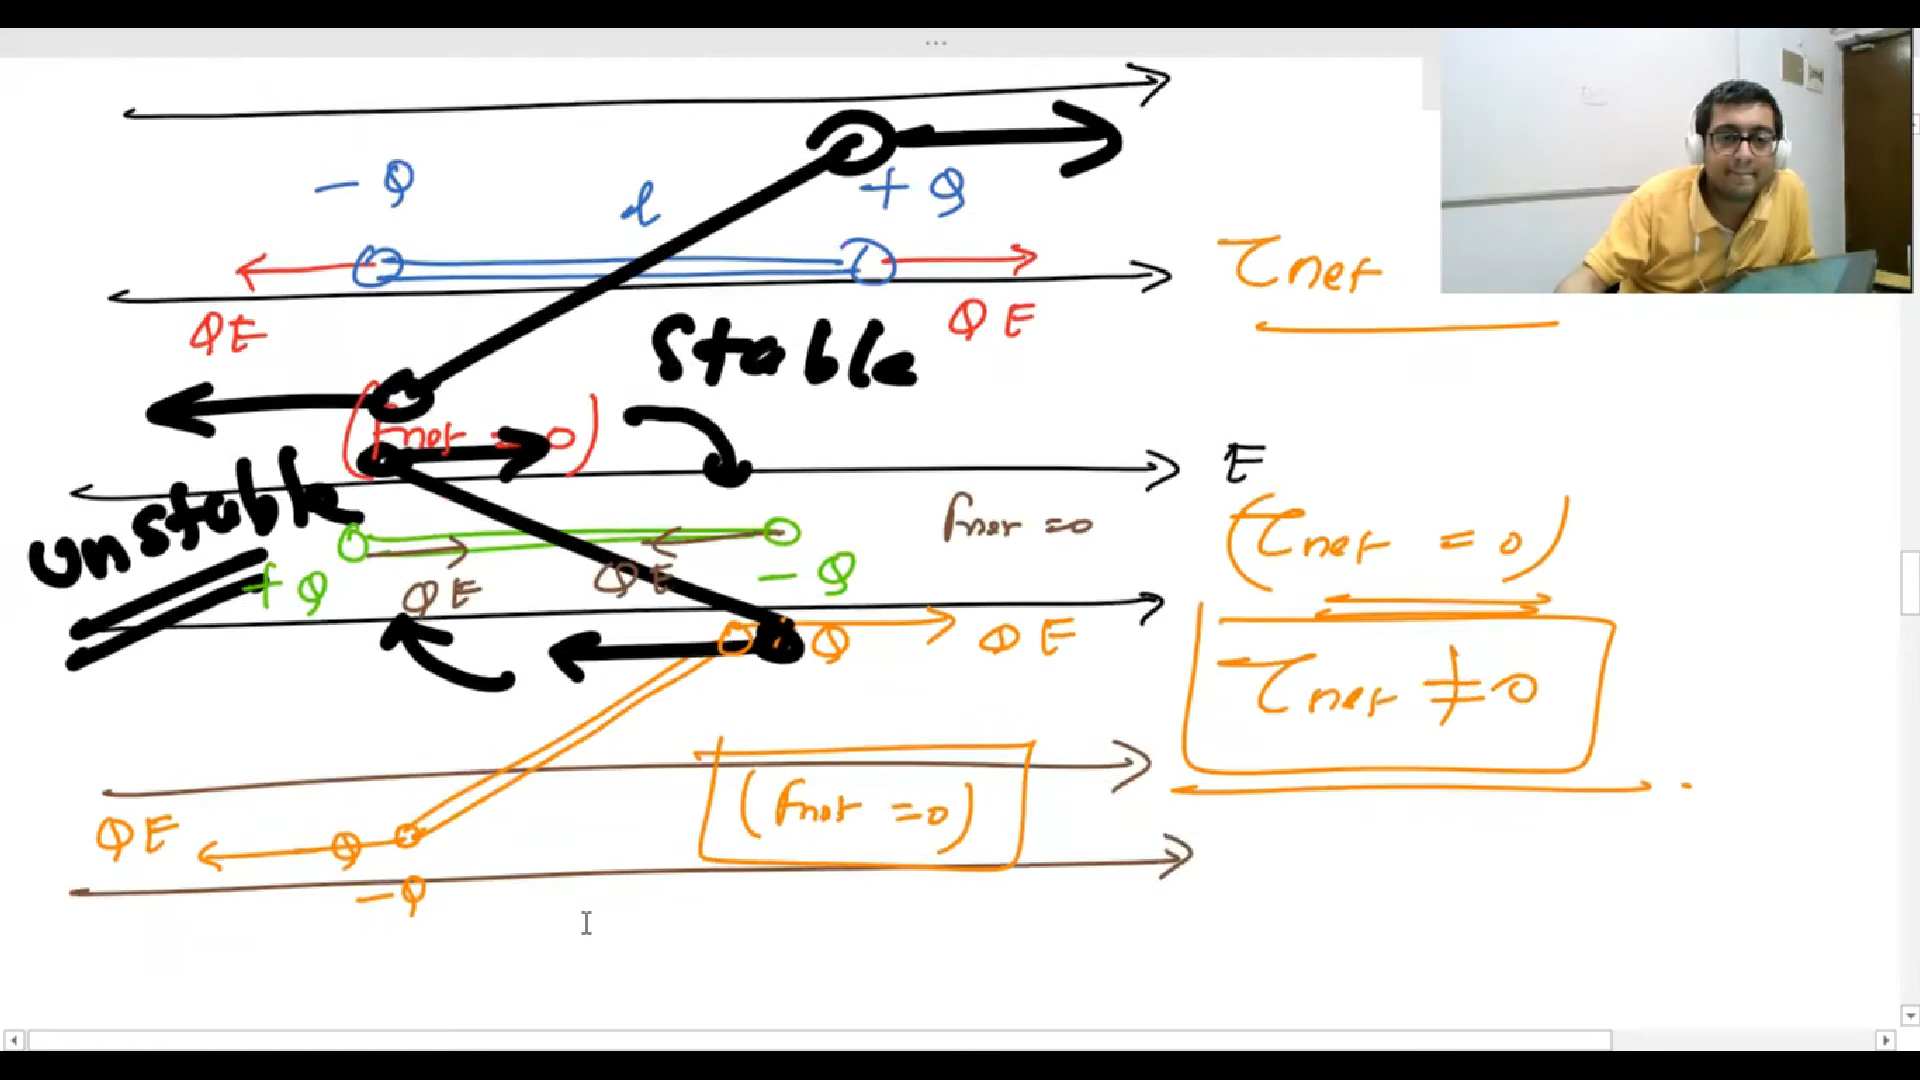 - Q
l
+ Q
τnet
QE
QE
stable
(Fnet = 0)
E
unstable
Fnet = 0
(τnet = 0)
+ Q
QE
QE
- Q
Q
QE
τnet ≠ 0
(Fnet = 0)
QE
- Q